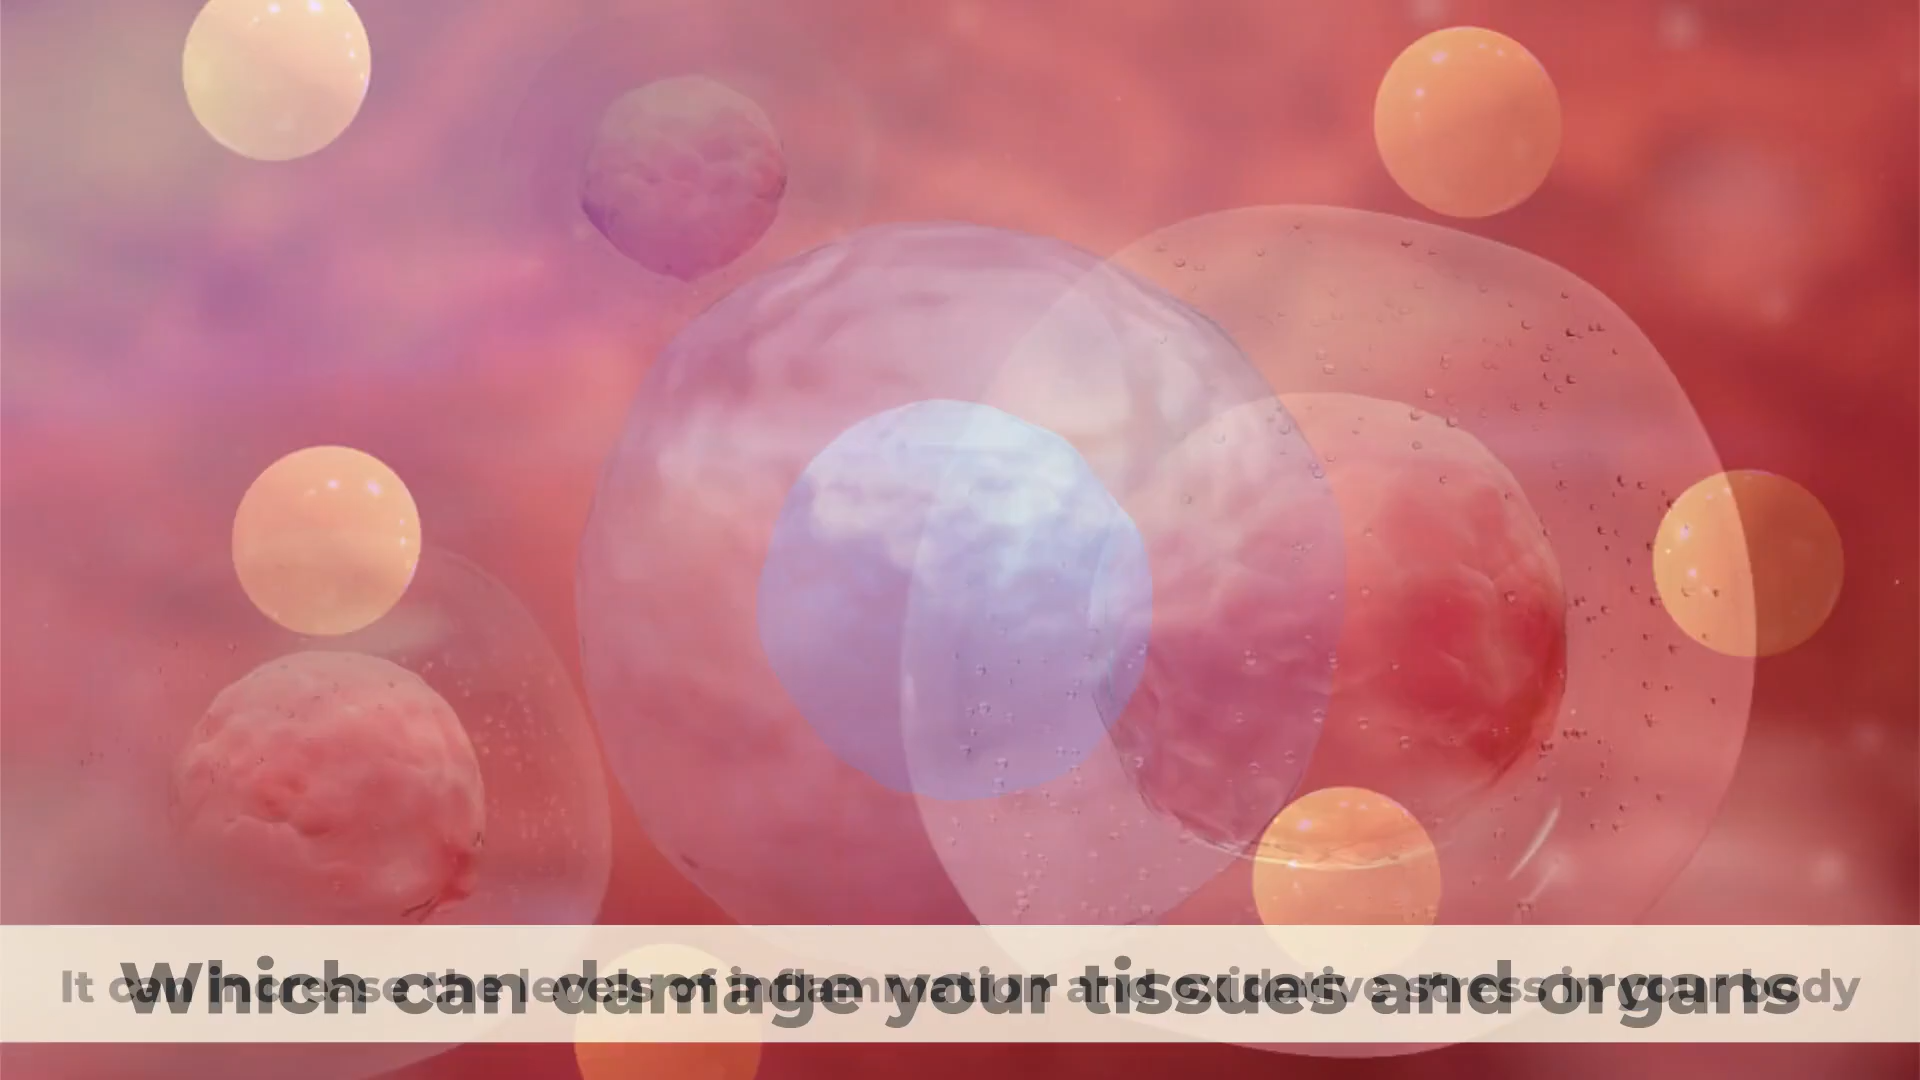 It can increase the levels of inflammation and oxidative stress in your body
Which can damage your tissues and organs